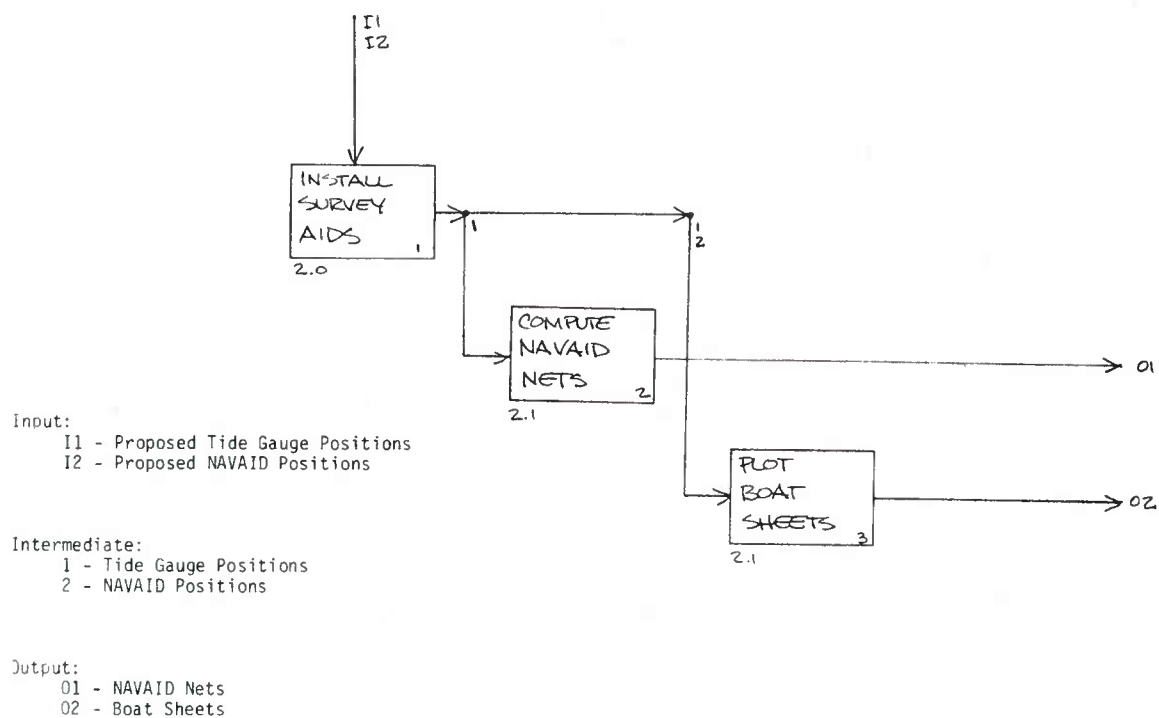 I1
I2
INSTALL
SURVEY
AIDS
1
2.0
1
1
2
COMPUTE
NAVAID
NETS
2
2.1
O1
PLOT
BOAT
SHEETS
3
2.1
O2
Input:
I1 - Proposed Tide Gauge Positions
I2 - Proposed NAVAID Positions
Intermediate:
1 - Tide Gauge Positions
2 - NAVAID Positions
Output:
O1 - NAVAID Nets
O2 - Boat Sheets